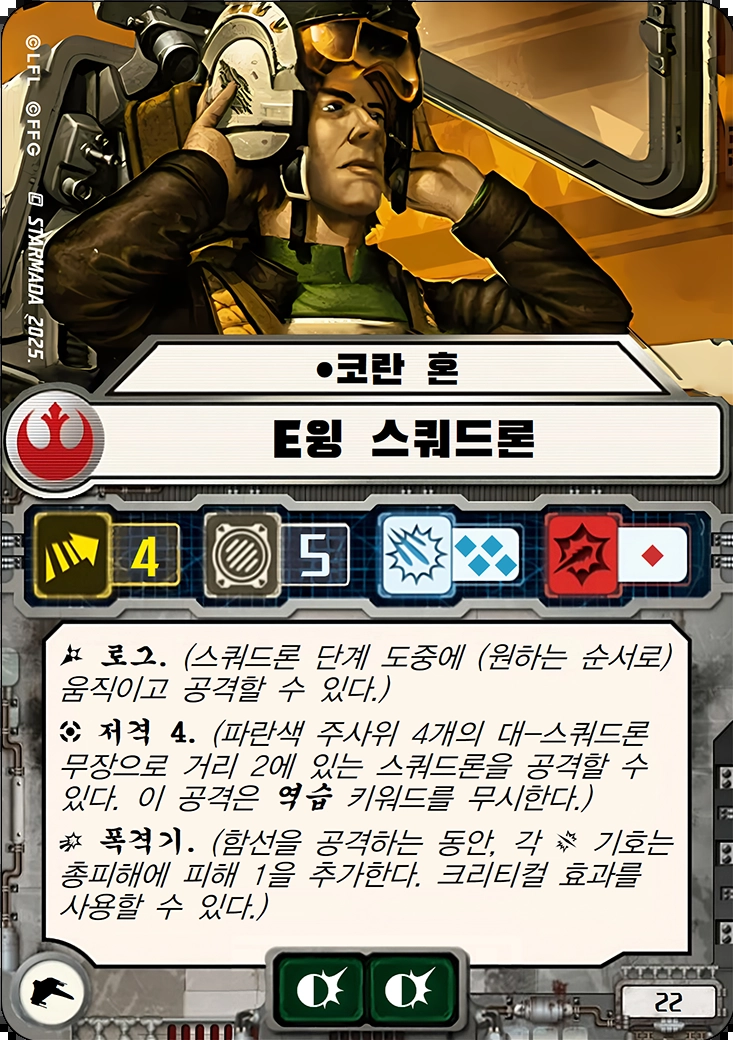 ©LFL ©FFG © STARMADA 2025.
•코란 혼
E윙 스쿼드론
4 5
로그. (스쿼드론 단계 도중에 (원하는 순서로)
움직이고 공격할 수 있다.)
저격 4. (파란색 주사위 4개의 대-스쿼드론
무장으로 거리 2에 있는 스쿼드론을 공격할 수
있다. 이 공격은 역습 키워드를 무시한다.)
폭격기. (함선을 공격하는 동안, 각 기호는
총피해에 피해 1을 추가한다. 크리티컬 효과를
사용할 수 있다.)
22